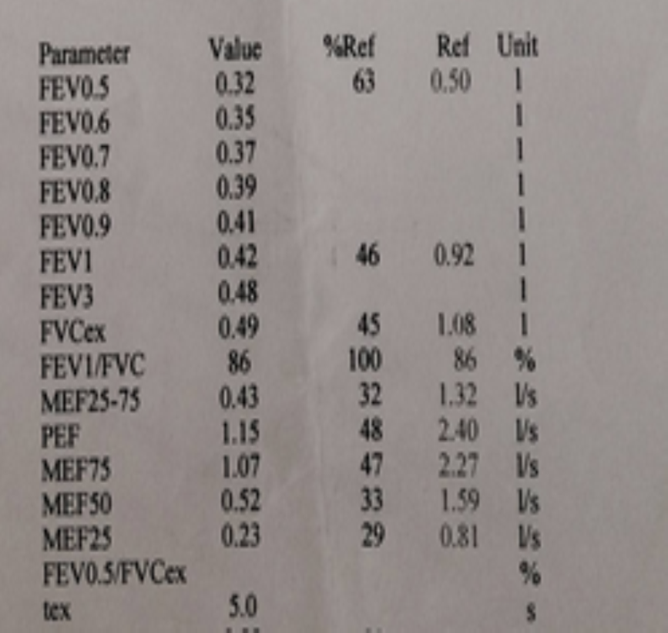 Parameter Value %Ref Ref Unit
FEV0.5 0.32 63 0.50 l
FEV0.6 0.35 l
FEV0.7 0.37 l
FEV0.8 0.39 l
FEV0.9 0.41 l
FEV1 0.42 46 0.92 l
FEV3 0.48 l
FVCex 0.49 45 1.08 l
FEV1/FVC 86 100 86 %
MEF25-75 0.43 32 1.32 l/s
PEF 1.15 48 2.40 l/s
MEF75 1.07 47 2.27 l/s
MEF50 0.52 33 1.59 l/s
MEF25 0.23 29 0.81 l/s
FEV0.5/FVCex %
tex 5.0 s